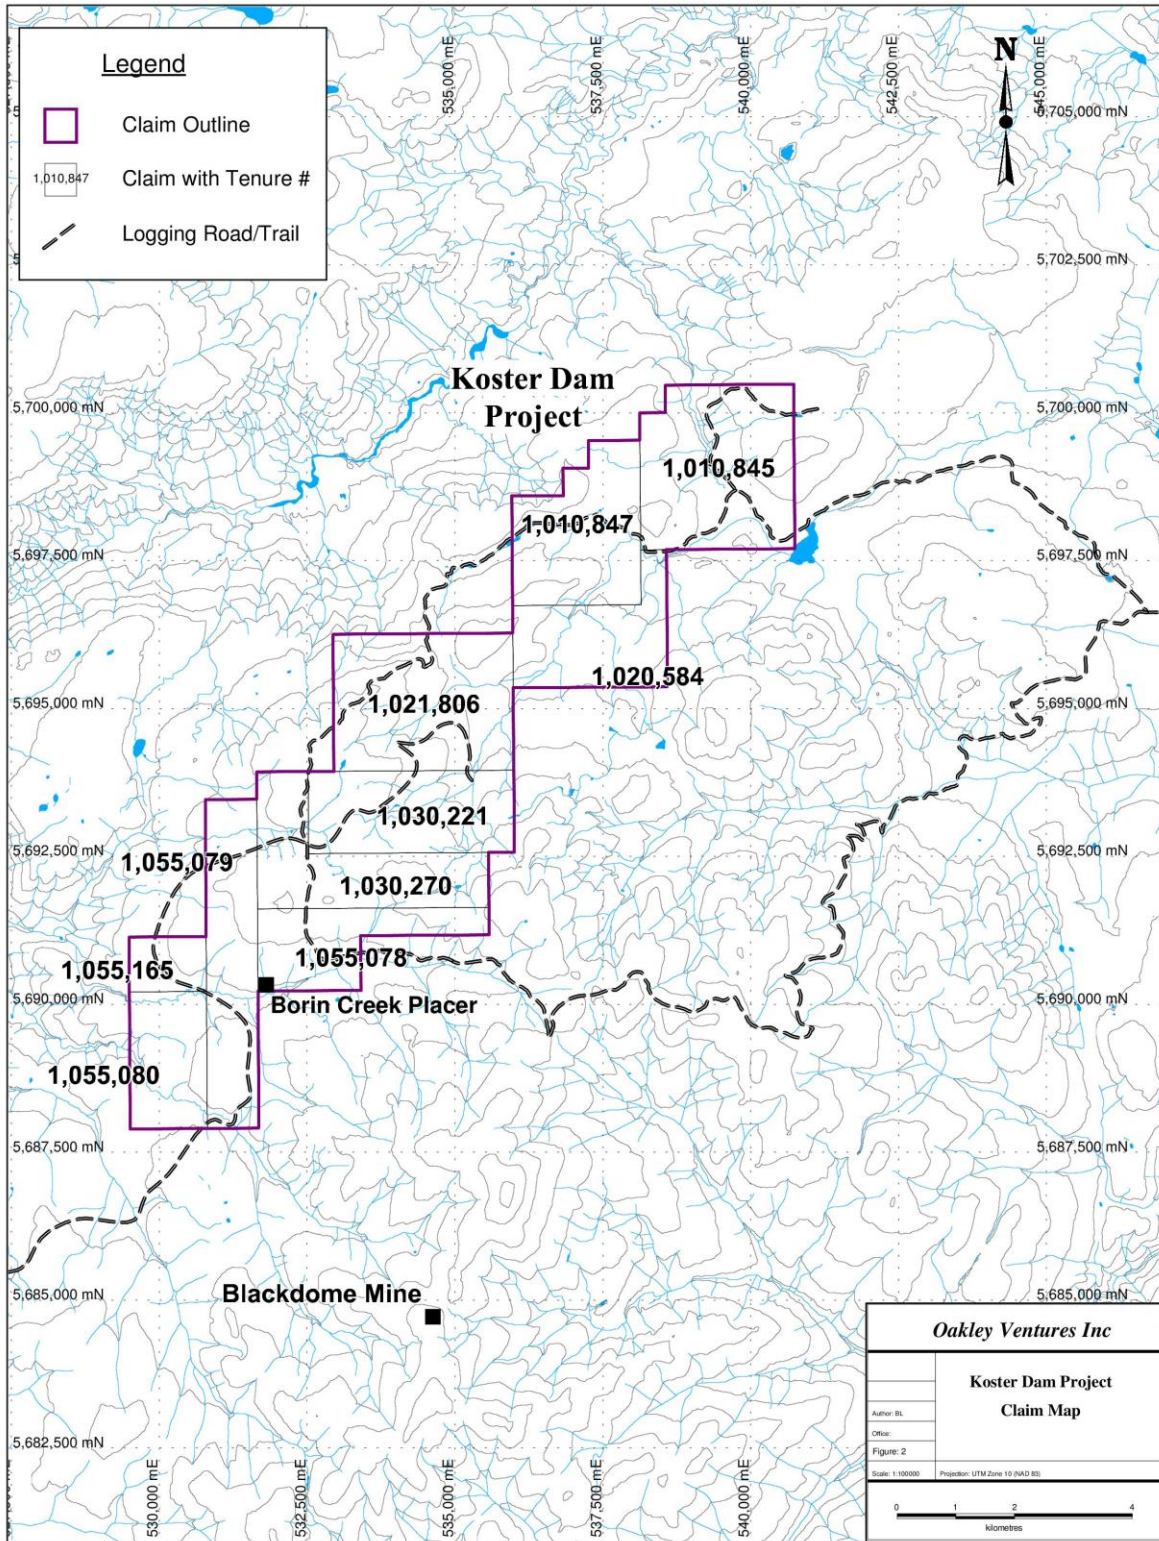 Legend
Claim Outline
1,010,847
Claim with Tenure #
Logging Road/Trail
535,000 mE
537,500 mE
540,000 mE
542,500 mE
545,000 mE
N
5,705,000 mN
5,702,500 mN
Koster Dam
Project
5,700,000 mN
5,700,000 mN
1,010,845
1,010,847
5,697,500 mN
5,697,500 mN
1,020,584
1,021,806
5,695,000 mN
5,695,000 mN
1,030,221
1,055,079
5,692,500 mN
5,692,500 mN
1,030,270
1,055,078
1,055,165
5,690,000 mN
Borin Creek Placer
5,690,000 mN
1,055,080
5,687,500 mN
5,687,500 mN
Blackdome Mine
5,685,000 mN
5,685,000 mN
5,682,500 mN
530,000 mE
532,500 mE
535,000 mE
537,500 mE
540,000 mE
Oakley Ventures Inc
Koster Dam Project
Claim Map
Author: BL
Office:
Figure: 2
Scale: 1:100000
Projection: UTM Zone 10 (NAD 83)
0 1 2 4
kilometres